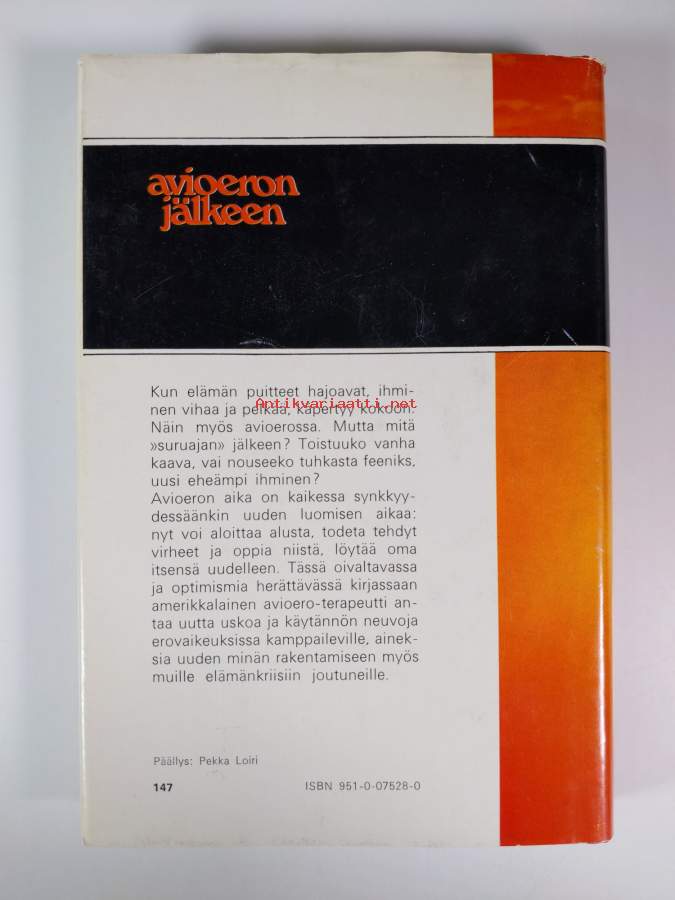 avioeron
jälkeen
Kun elämän puitteet hajoavat, ihmi-
nen vihaa ja pelkää, käpertyy kokoon.
Antikvariaatti.net
Näin myös avioerossa. Mutta mitä
»suruajan» jälkeen? Toistuuko vanha
kaava, vai nouseeko tuhkasta feeniks,
uusi eheämpi ihminen?
Avioeron aika on kaikessa synkkyy-
dessäänkin uuden luomisen aikaa:
nyt voi aloittaa alusta, todeta tehdyt
virheet ja oppia niistä, löytää oma
itsensä uudelleen. Tässä oivaltavassa
ja optimismia herättävässä kirjassaan
amerikkalainen avioero-terapeutti an-
taa uutta uskoa ja käytännön neuvoja
erovaikeuksissa kamppaileville, ainek-
sia uuden minän rakentamiseen myös
muille elämänkriisiin joutuneille.
Päällys: Pekka Loiri
147 ISBN 951-0-07528-0